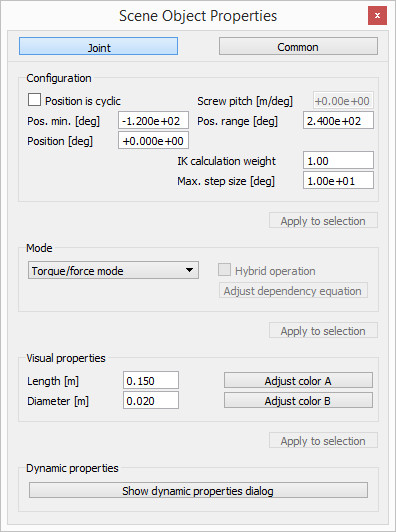 Scene Object Properties x
Joint Common
Configuration
Position is cyclic Screw pitch [m/deg] +0.00e+00
Pos. min. [deg] -1.200e+02 Pos. range [deg] 2.400e+02
Position [deg] +0.000e+00
IK calculation weight 1.00
Max. step size [deg] 1.00e+01
Apply to selection
Mode
Torque/force mode Hybrid operation
Adjust dependency equation
Apply to selection
Visual properties
Length [m] 0.150 Adjust color A
Diameter [m] 0.020 Adjust color B
Apply to selection
Dynamic properties
Show dynamic properties dialog